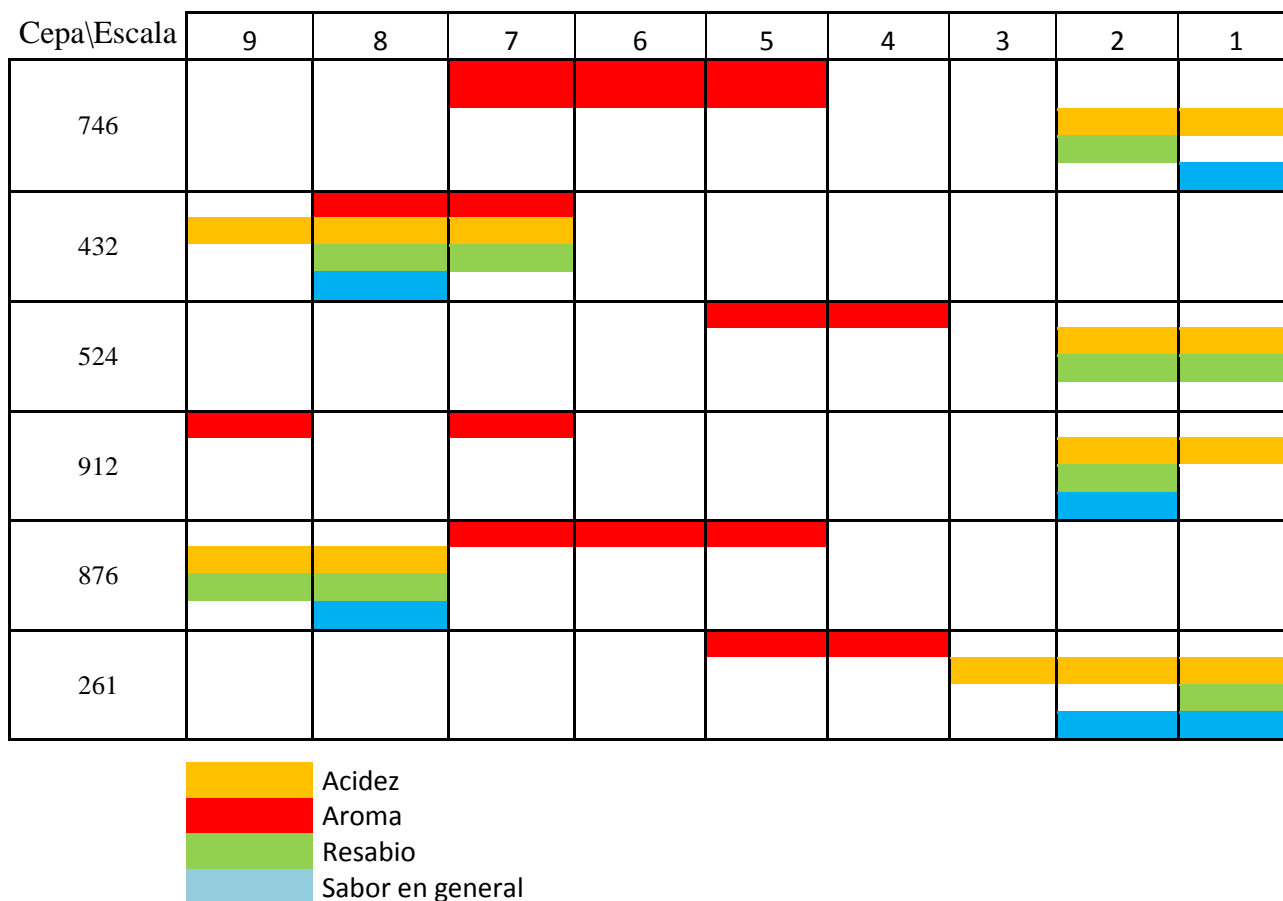 Cepa\Escala 9 8 7 6 5 4 3 2 1
746
432
524
912
876
261
Acidez
Aroma
Resabio
Sabor en general